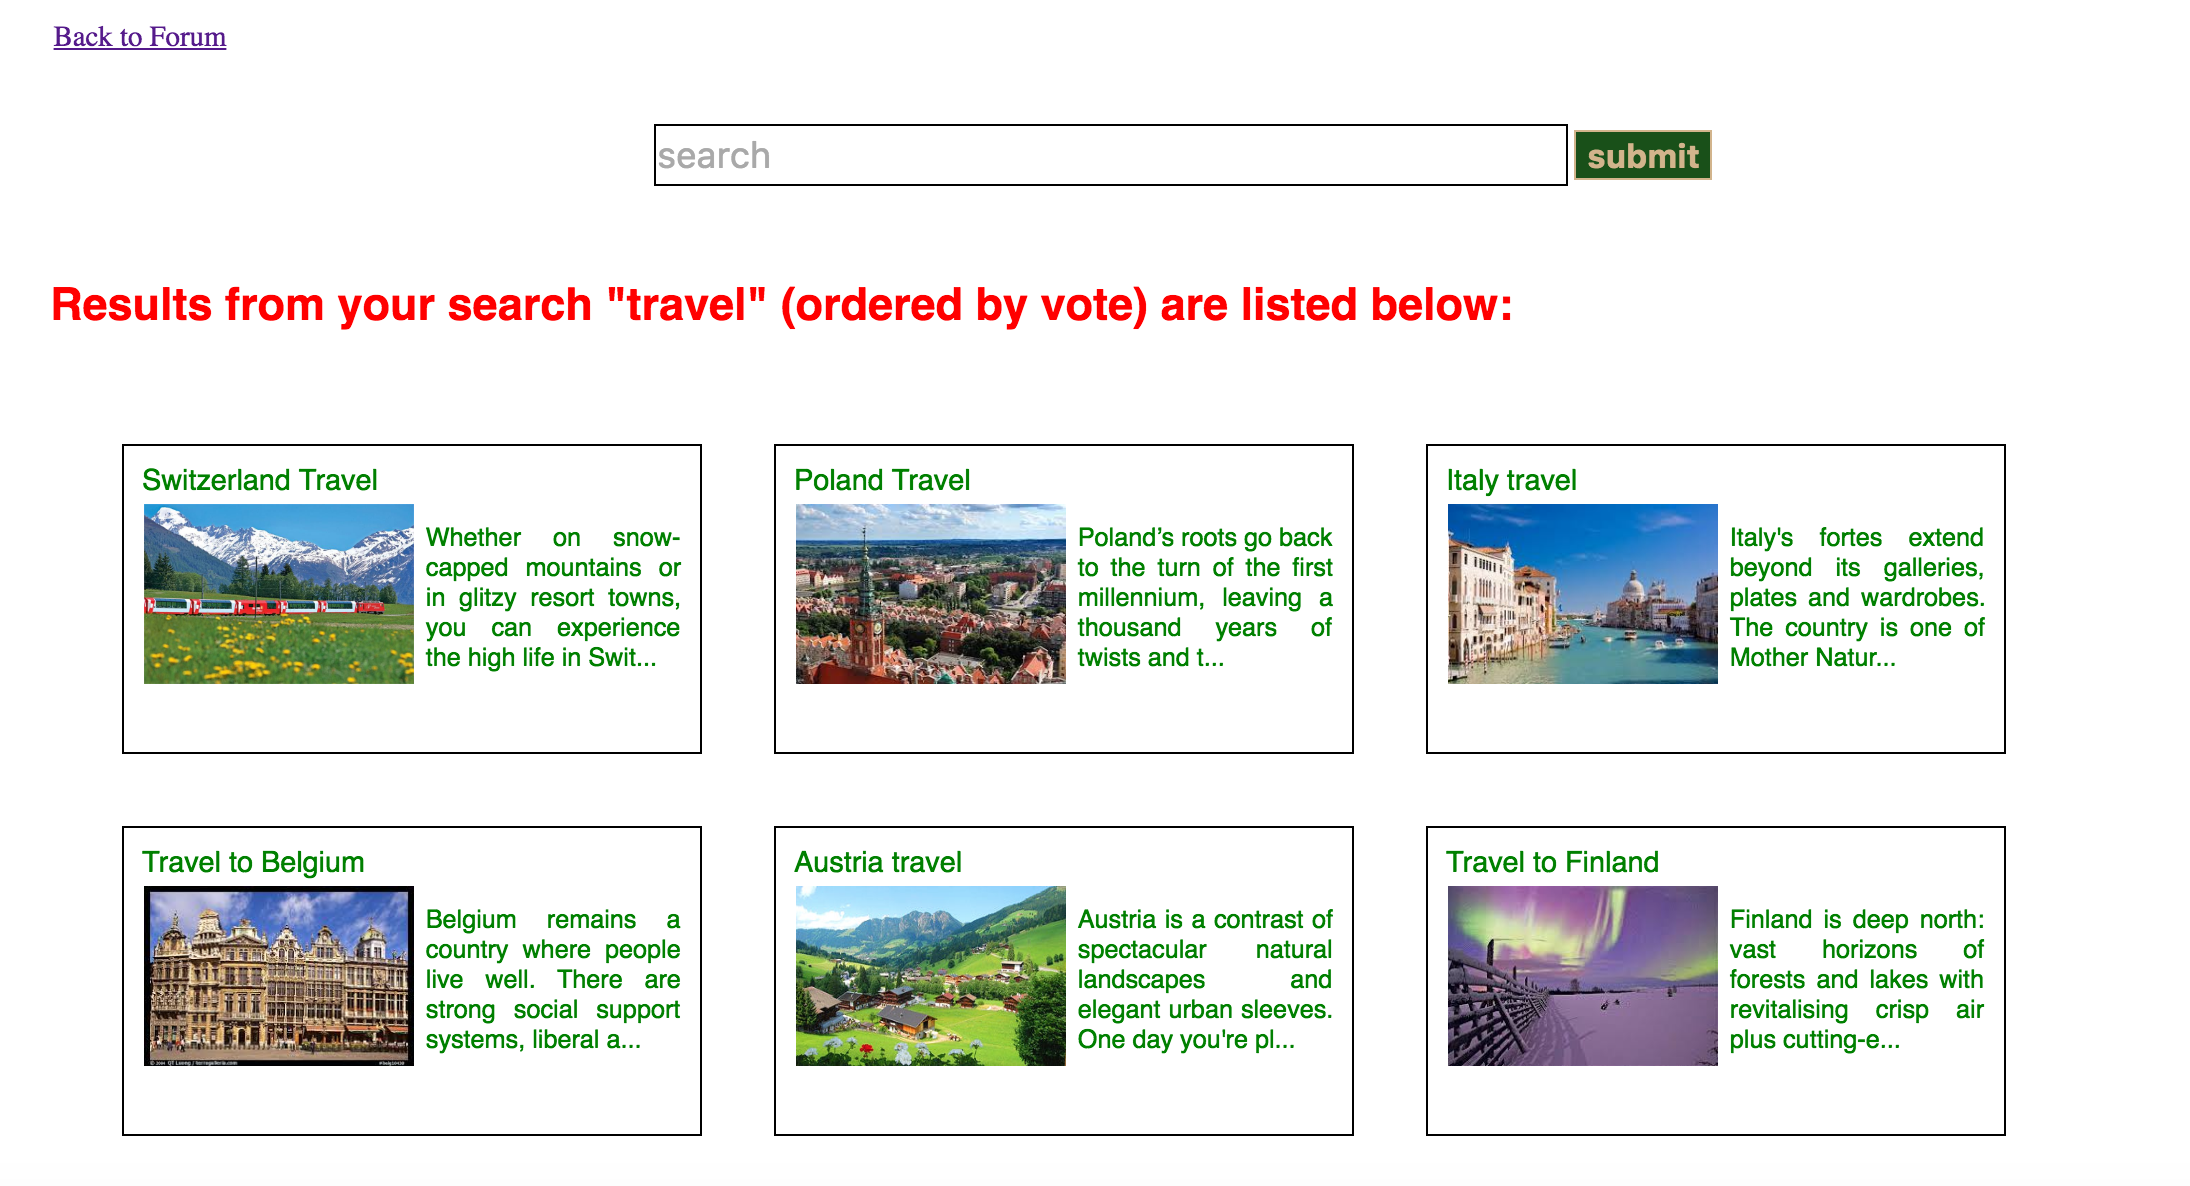 Back to Forum
search
submit
Results from your search "travel" (ordered by vote) are listed below:
Switzerland Travel
Whether on snow-
capped mountains or
in glitzy resort towns,
you can experience
the high life in Swit...
Poland Travel
Poland’s roots go back
to the turn of the first
millennium, leaving a
thousand years of
twists and t...
Italy travel
Italy's fortes extend
beyond its galleries,
plates and wardrobes.
The country is one of
Mother Natur...
Travel to Belgium
Belgium remains a
country where people
live well. There are
strong social support
systems, liberal a...
Austria travel
Austria is a contrast of
spectacular natural
landscapes and
elegant urban sleeves.
One day you're pl...
Travel to Finland
Finland is deep north:
vast horizons of
forests and lakes with
revitalising crisp air
plus cutting-e...